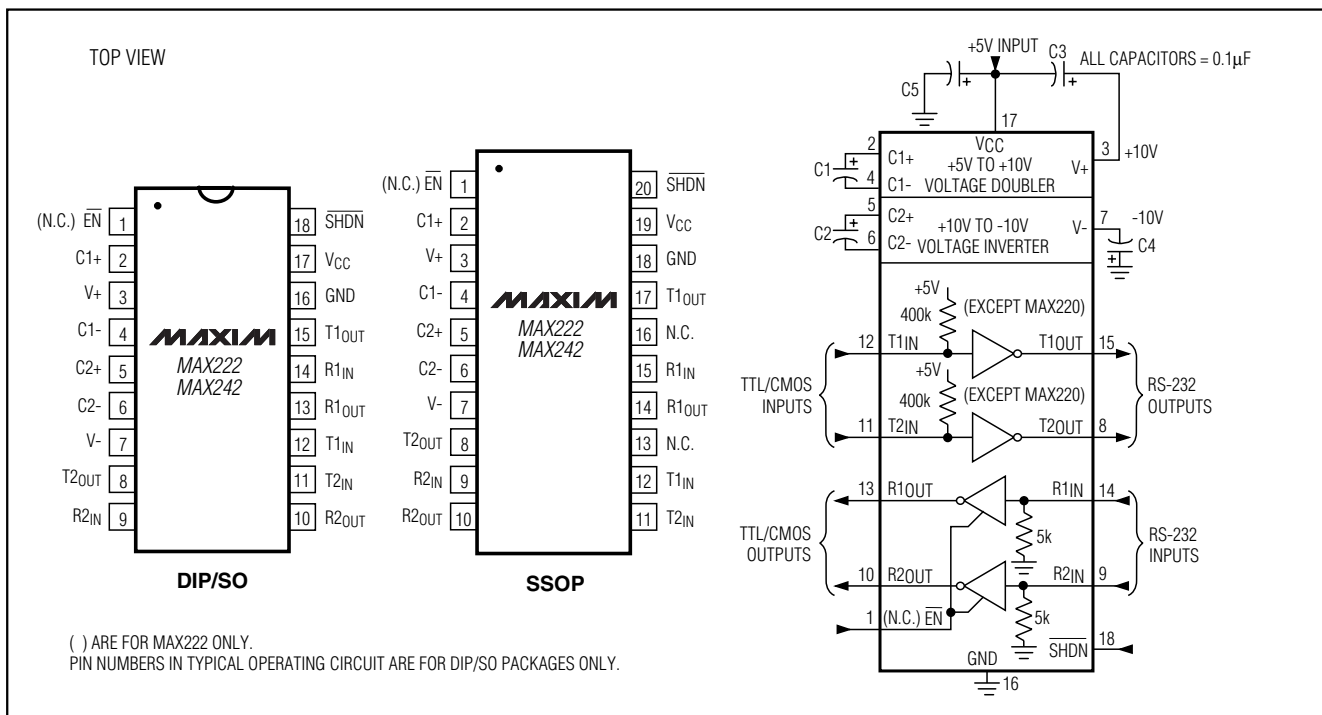 TOP VIEW
(N.C.) EN 1
C1+ 2
V+ 3
C1- 4
C2+ 5
C2- 6
V- 7
T2OUT 8
R2IN 9
18 SHDN
17 VCC
16 GND
15 T1OUT
14 R1IN
13 R1OUT
12 T1IN
11 T2IN
10 R2OUT
MAXIM
MAX222
MAX242
DIP/SO
(N.C.) EN 1
C1+ 2
V+ 3
C1- 4
C2+ 5
C2- 6
V- 7
T2OUT 8
R2IN 9
R2OUT 10
20 SHDN
19 VCC
18 GND
17 T1OUT
16 N.C.
15 R1IN
14 R1OUT
13 N.C.
12 T1IN
11 T2IN
MAXIM
MAX222
MAX242
SSOP
( ) ARE FOR MAX222 ONLY.
PIN NUMBERS IN TYPICAL OPERATING CIRCUIT ARE FOR DIP/SO PACKAGES ONLY.
+5V INPUT
C3
ALL CAPACITORS = 0.1μF
C5
+
+
17
VCC
+5V TO +10V
VOLTAGE DOUBLER
2
C1+
C1
+
4
C1-
3
V+
+10V
5
C2+
C2
+
6
C2-
+10V TO -10V
VOLTAGE INVERTER
7
V-
-10V
C4
+
+5V
400k
(EXCEPT MAX220)
12
T1IN
T1OUT
15
TTL/CMOS
INPUTS
+5V
400k
(EXCEPT MAX220)
RS-232
OUTPUTS
11
T2IN
T2OUT
8
13
R1OUT
R1IN
14
5k
TTL/CMOS
OUTPUTS
RS-232
INPUTS
10
R2OUT
R2IN
9
5k
1
(N.C.) EN
SHDN
18
GND
16